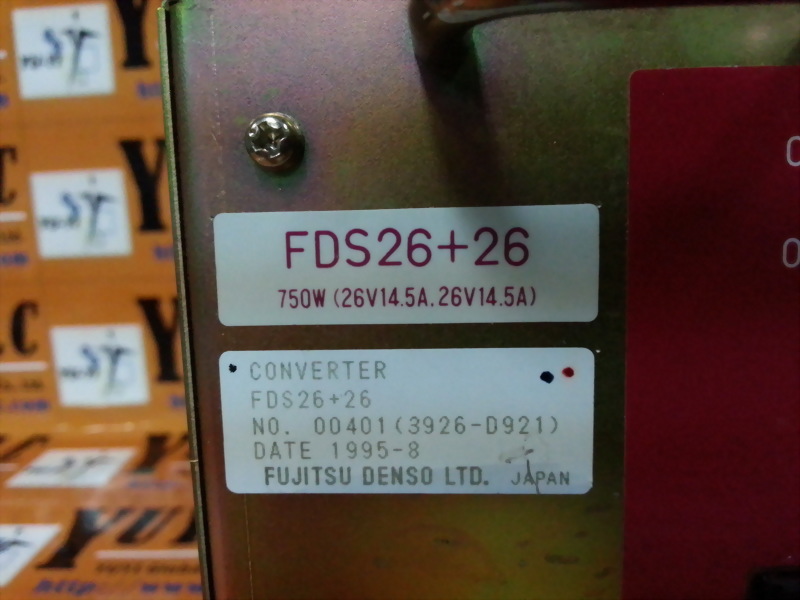 FDS26+26
750W (26V14.5A. 26V14.5A)
CONVERTER
FDS26+26
NO. 00401(3926-D921)
DATE 1995-8
FUJITSU DENSO LTD. JAPAN